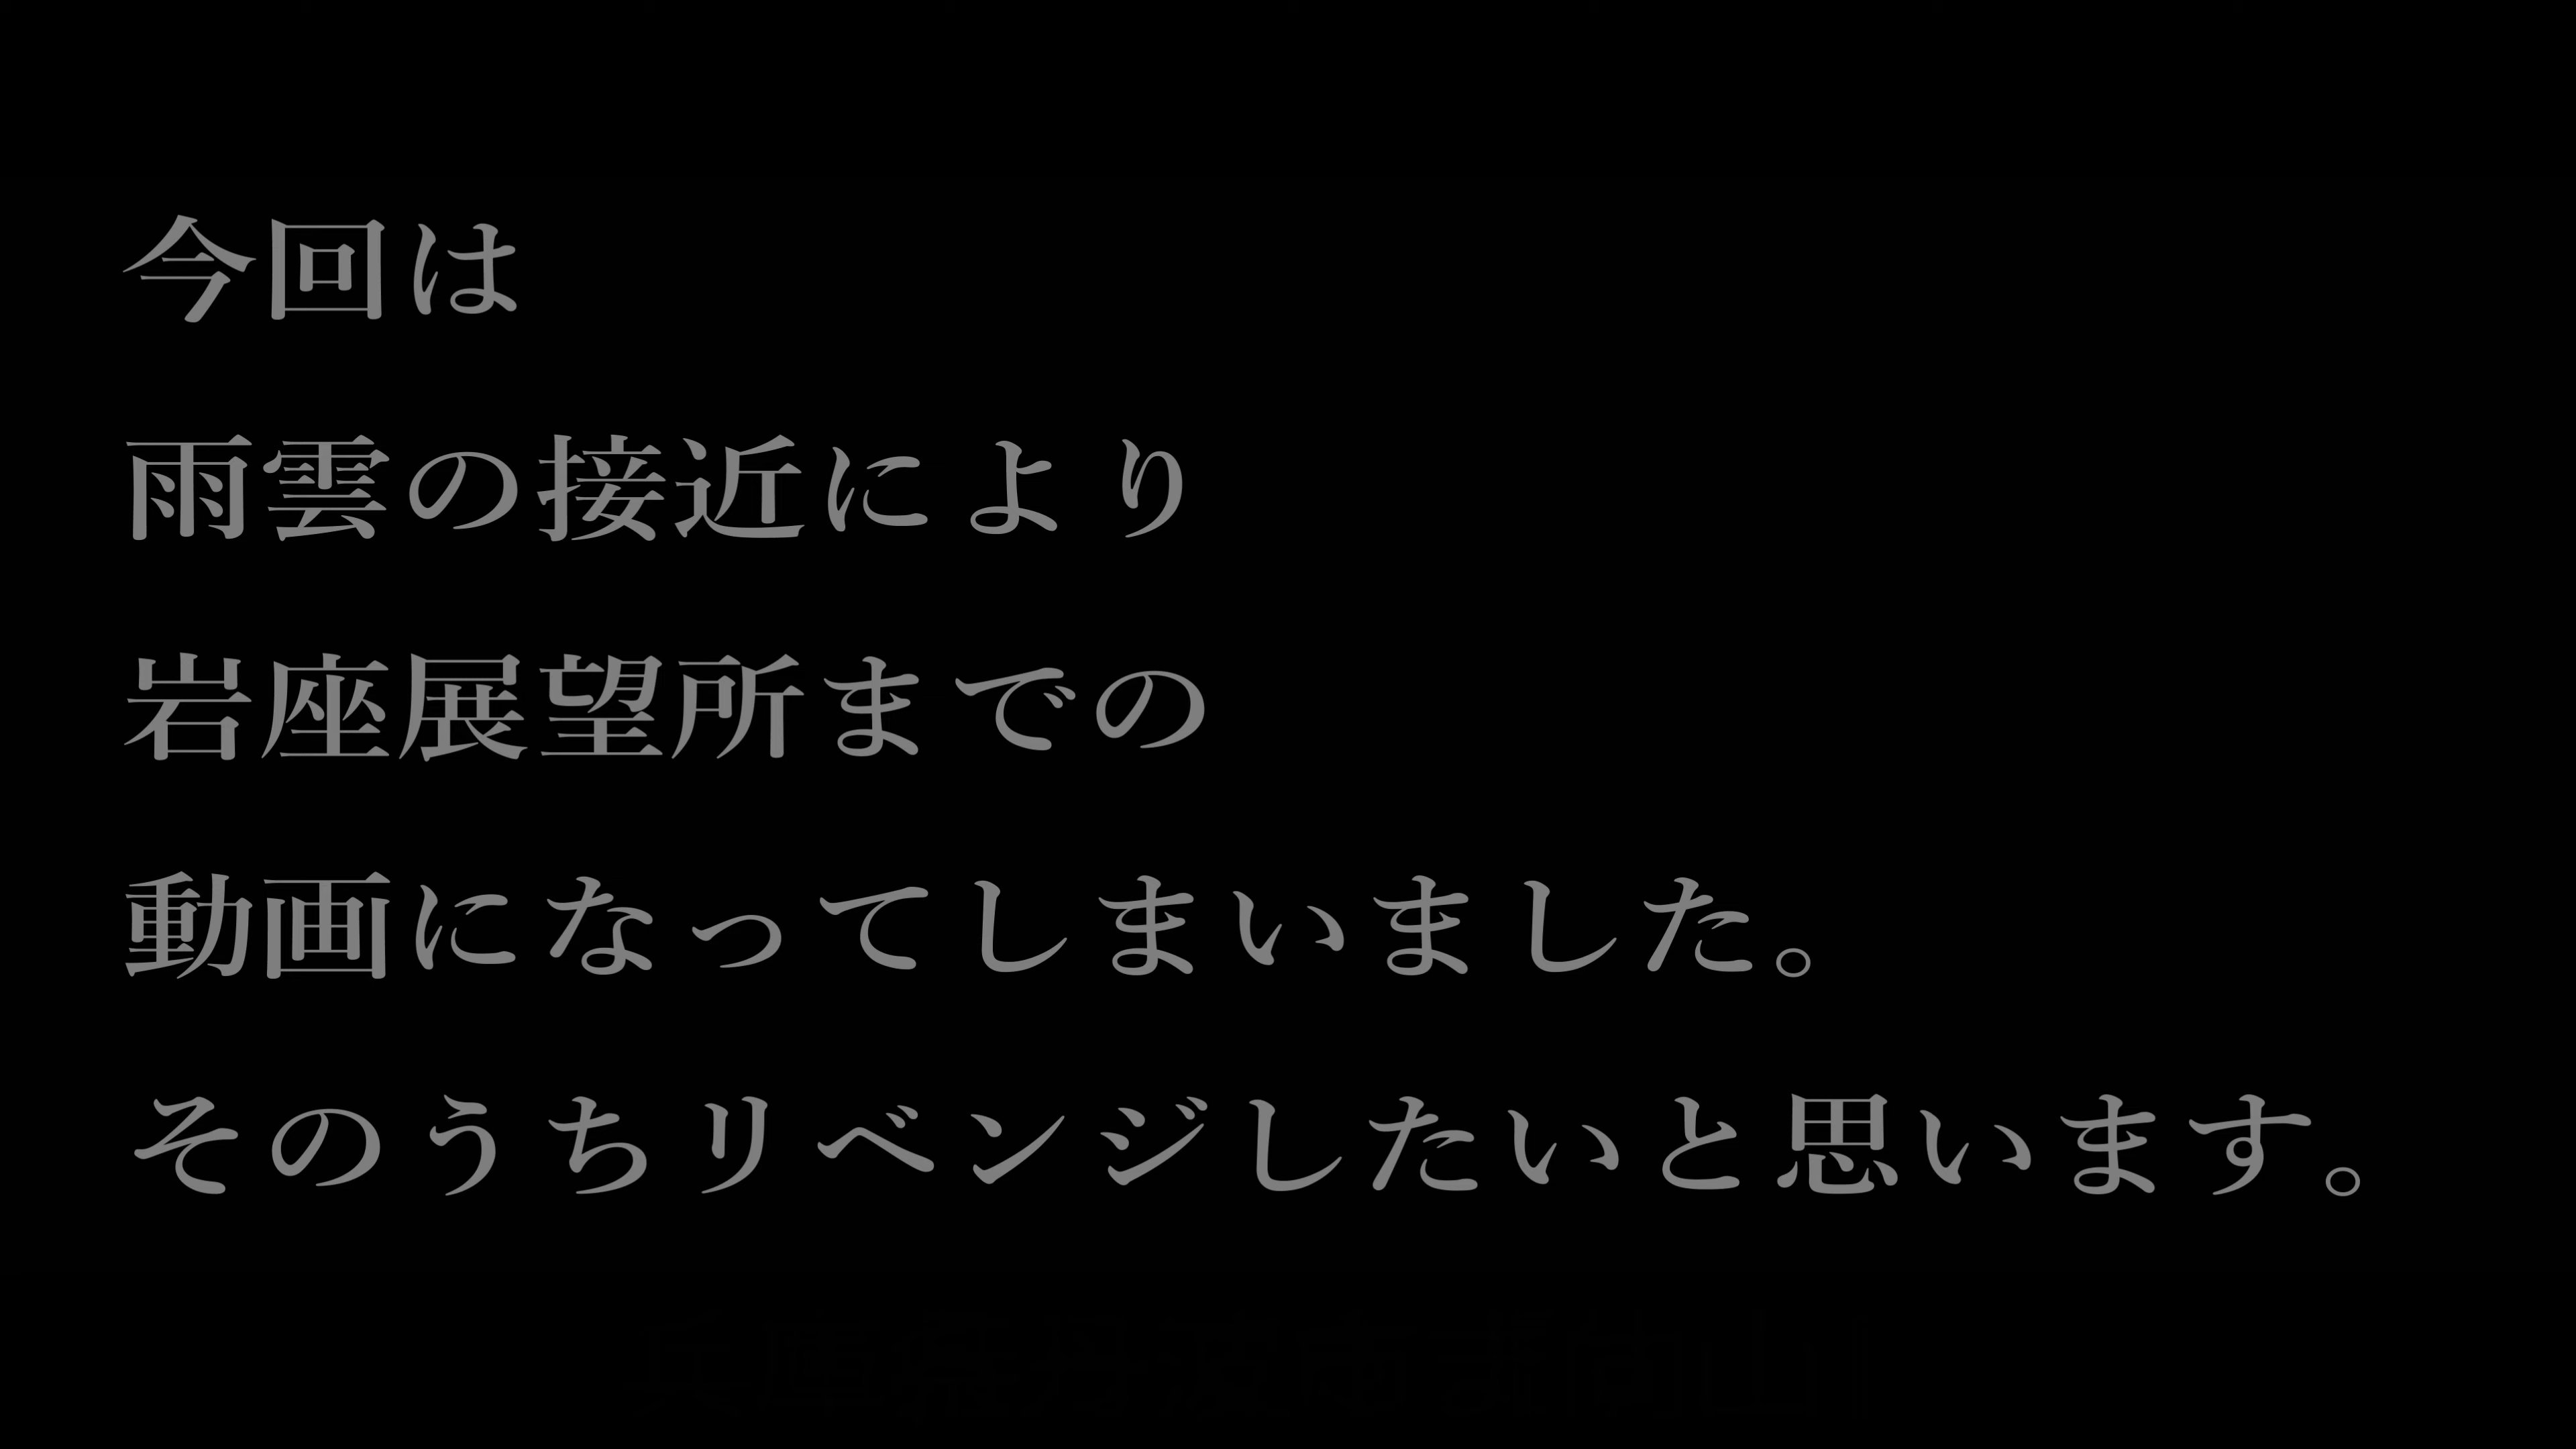 今回は
雨雲の接近により
岩座展望所までの
動画になってしまいました。
そのうちリベンジしたいと思います。